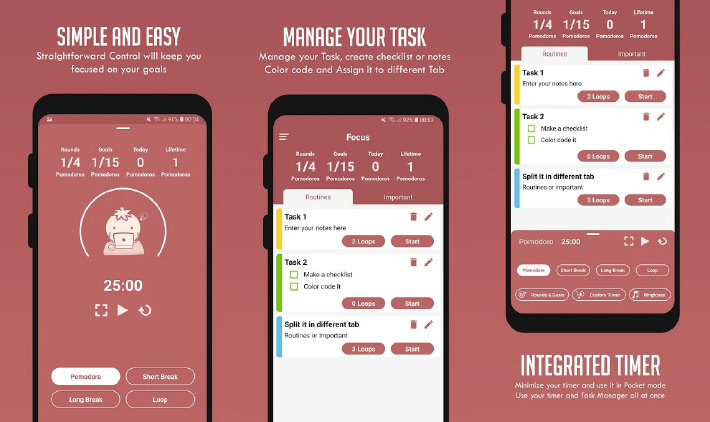 SIMPLE AND EASY
Straightforward Control will keep you
focused on your goals
91% 00:04
Rounds Goals Today Lifetime
1/4 1/15 0 1
Pomodoros Pomodoros
25:00
Pomodoro Short Break
Long Break Loop
MANAGE YOUR TASK
Manage your Task, create checklist or notes
Color code and Assign it to different Tab
91% 00:03
Focus
Rounds Goals Today Lifetime
1/4 1/15 0 1
Pomodoros Pomodoros
Routines Important
Task 1
Enter your notes here
2 Loops Start
Task 2
Make a checklist
Color code it
0 Loops Start
Split it in different tab
Routines or important
3 Loops Start
Rounds Goals Today Lifetime
1/4 1/15 0 1
Pomodoros Pomodoros
Routines Important
Task 1
Enter your notes here
2 Loops Start
Task 2
Make a checklist
Color code it
0 Loops Start
Split it in different tab
Routines or important
3 Loops Start
Pomodoro 25:00
Pomodoro Short Break Long Break Loop
Rounds & Goals Custom Timer Ringtones
INTEGRATED TIMER
Minimize your timer and use it in Pocket mode
Use your timer and Task Manager all at once